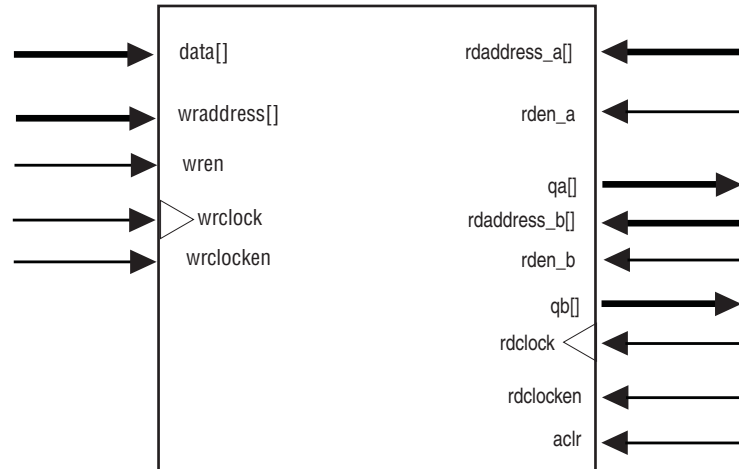 data[]
wraddress[]
wren
wrclock
wrclocken
rdaddress_a[]
rden_a
qa[]
rdaddress_b[]
rden_b
qb[]
rdclock
rdclocken
aclr